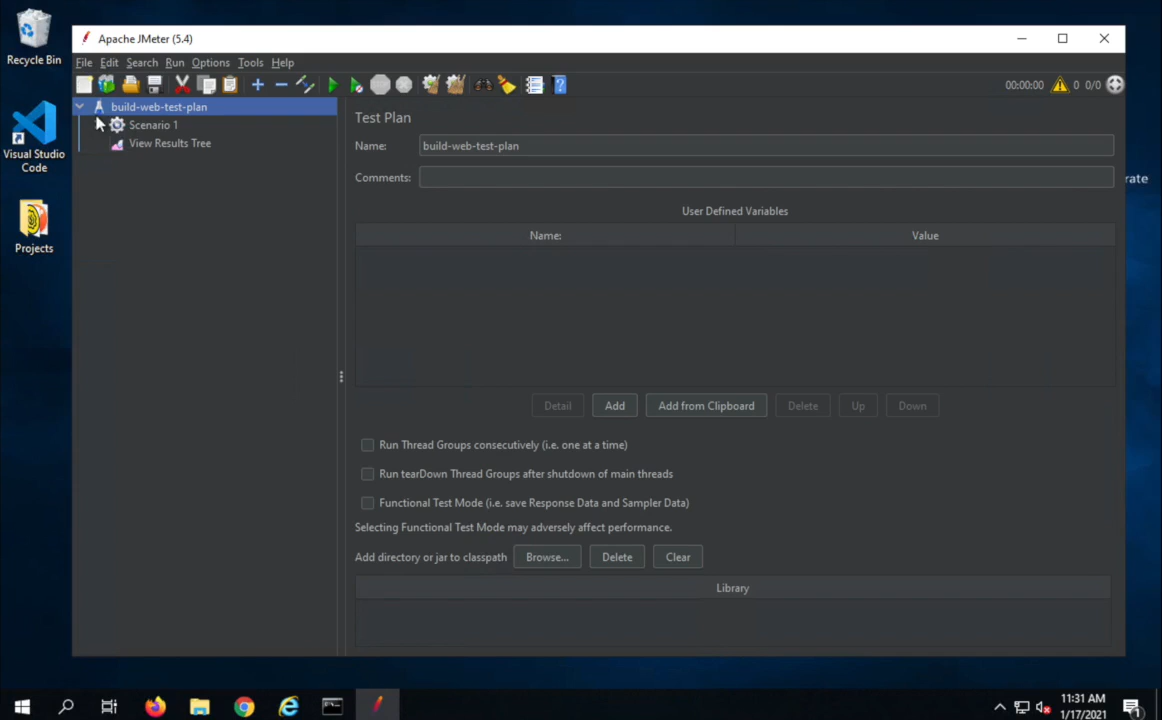 Recycle Bin
Visual Studio
Code
Projects
Apache JMeter (5.4)
File Edit Search Run Options Tools Help
00:00:00 0 0/0
build-web-test-plan
Scenario 1
View Results Tree
Test Plan
Name: build-web-test-plan
Comments:
User Defined Variables
Name: Value
Detail Add Add from Clipboard Delete Up Down
Run Thread Groups consecutively (i.e. one at a time)
Run tearDown Thread Groups after shutdown of main threads
Functional Test Mode (i.e. save Response Data and Sampler Data)
Selecting Functional Test Mode may adversely affect performance.
Add directory or jar to classpath Browse... Delete Clear
Library
rate
11:31 AM
1/17/2021
1